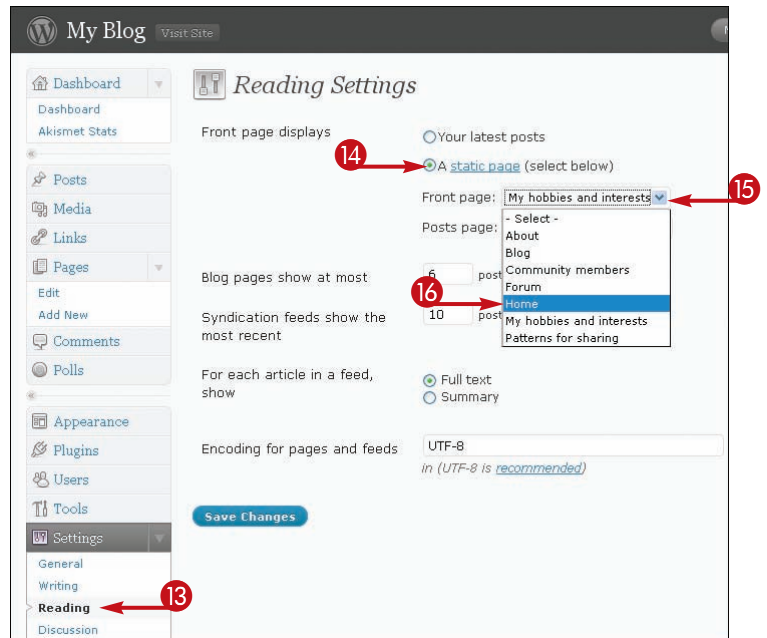 My Blog Visit Site
Dashboard
Dashboard
Akismet Stats
Posts
Media
Links
Pages
Edit
Add New
Comments
Polls
Appearance
Plugins
Users
Tools
Settings
General
Writing
Reading
13
Discussion
Reading Settings
Front page displays
Your latest posts
14
A static page (select below)
Front page: My hobbies and interests
15
Posts page:
- Select -
About
Blog
Community members
Forum
16
Home
My hobbies and interests
Patterns for sharing
Blog pages show at most
6 post
Syndication feeds show the
most recent
10 post
For each article in a feed,
show
Full text
Summary
Encoding for pages and feeds
UTF-8
in (UTF-8 is recommended)
Save Changes